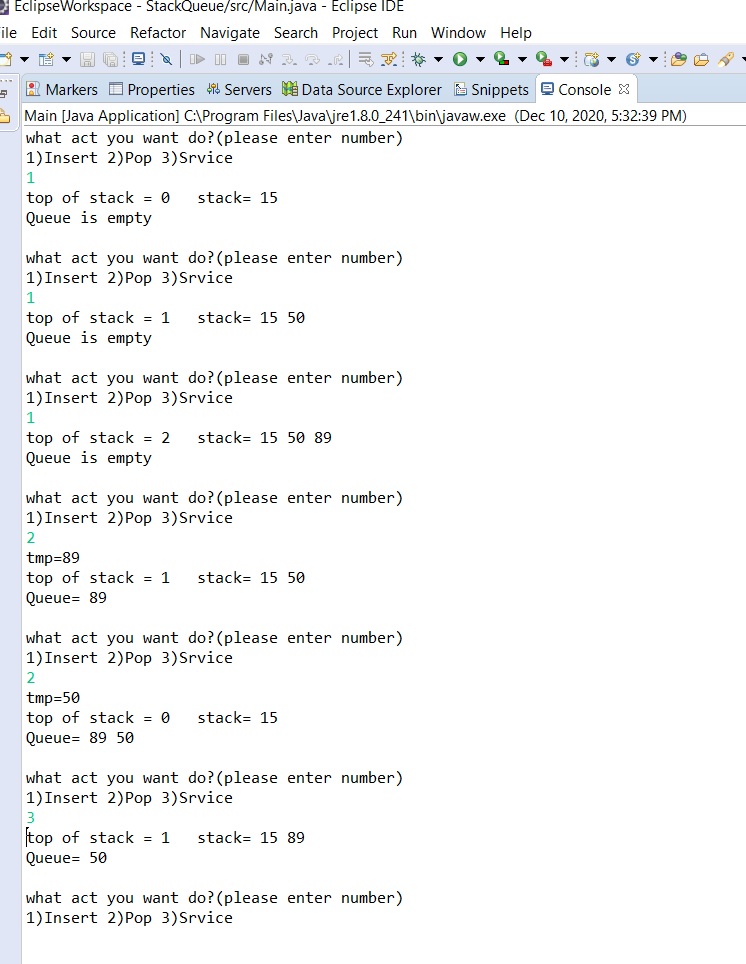 EclipseWorkspace - StackQueue/src/Main.java - Eclipse IDE
ile Edit Source Refactor Navigate Search Project Run Window Help
Markers Properties Servers Data Source Explorer Snippets Console
Main [Java Application] C:\Program Files\Java\jre1.8.0_241\bin\javaw.exe (Dec 10, 2020, 5:32:39 PM)
what act you want do?(please enter number)
1)Insert 2)Pop 3)Srvice
1
top of stack = 0   stack= 15
Queue is empty
what act you want do?(please enter number)
1)Insert 2)Pop 3)Srvice
1
top of stack = 1   stack= 15 50
Queue is empty
what act you want do?(please enter number)
1)Insert 2)Pop 3)Srvice
1
top of stack = 2   stack= 15 50 89
Queue is empty
what act you want do?(please enter number)
1)Insert 2)Pop 3)Srvice
2
tmp=89
top of stack = 1   stack= 15 50
Queue= 89
what act you want do?(please enter number)
1)Insert 2)Pop 3)Srvice
2
tmp=50
top of stack = 0   stack= 15
Queue= 89 50
what act you want do?(please enter number)
1)Insert 2)Pop 3)Srvice
3
top of stack = 1   stack= 15 89
Queue= 50
what act you want do?(please enter number)
1)Insert 2)Pop 3)Srvice